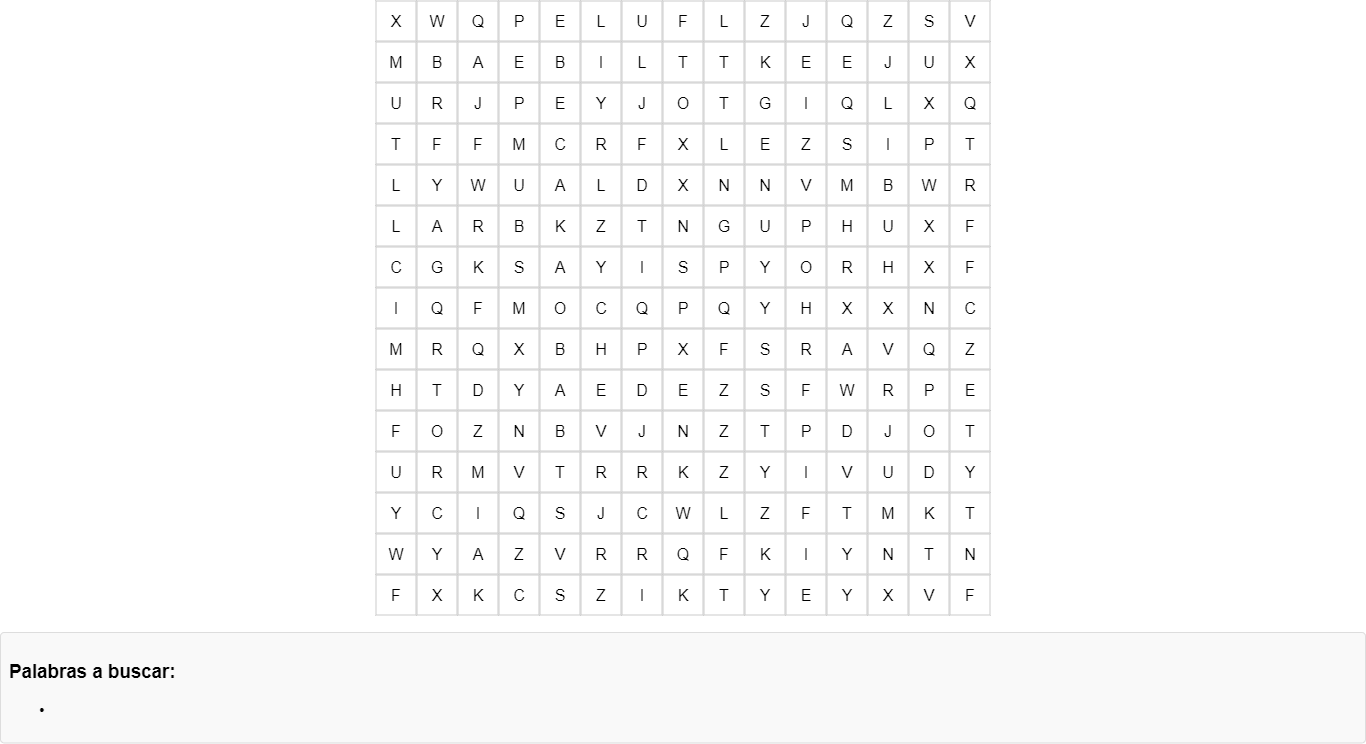 X W Q P E L U F L Z J Q Z S V
M B A E B I L T T K E E J U X
U R J P E Y J O T G I Q L X Q
T F F M C R F X L E Z S I P T
L Y W U A L D X N N V M B W R
L A R B K Z T N G U P H U X F
C G K S A Y I S P Y O R H X F
I Q F M O C Q P Q Y H X X N C
M R Q X B H P X F S R A V Q Z
H T D Y A E D E Z S F W R P E
F O Z N B V J N Z T P D J O T
U R M V T R R K Z Y I V U D Y
Y C I Q S J C W L Z F T M K T
W Y A Z V R R Q F K I Y N T N
F X K C S Z I K T Y E Y X V F
Palabras a buscar:
•